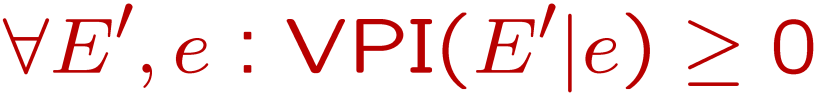 ∀E′, e : VPI(E′|e) ≥ 0